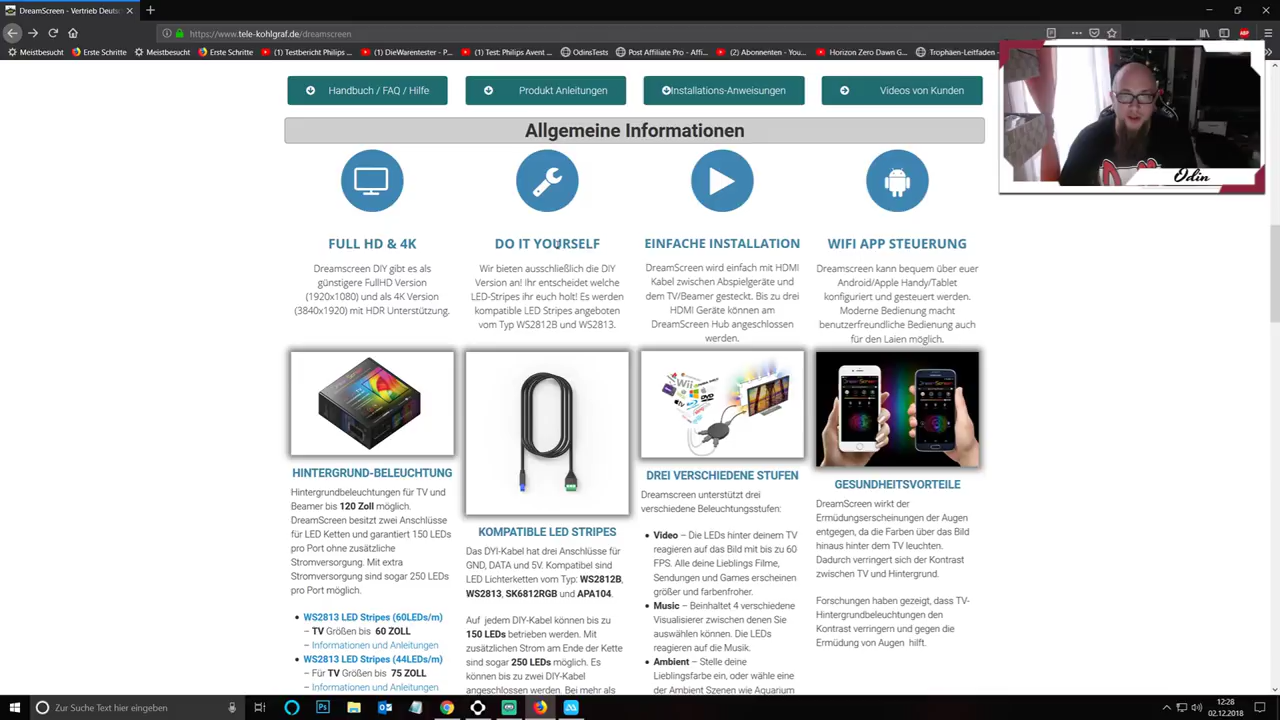 DreamScreen - Vertrieb Deutsc
https://www.tele-kohlgraf.de/dreamscreen
Meistbesucht
Erste Schritte
Meistbesucht
Erste Schritte
(1) Testbericht Philips
(1) DieWarentester - P
(1) Test: Philips Avent
OdinsTests
Post Affiliate Pro - Affi
(2) Abonnenten - You
Horizon Zero Dawn G
Trophäen-Leitfaden
ABP
Odin
Handbuch / FAQ / Hilfe
Produkt Anleitungen
Installations-Anweisungen
Videos von Kunden
Allgemeine Informationen
FULL HD & 4K
Dreamscreen DIY gibt es als
günstigere FullHD Version
(1920x1080) und als 4K Version
(3840x1920) mit HDR Unterstützung.
DO IT YOURSELF
Wir bieten ausschließlich die DIY
Version an! Ihr entscheidet welche
LED-Stripes ihr euch holt! Es werden
kompatible LED Stripes angeboten
vom Typ WS2812B und WS2813.
EINFACHE INSTALLATION
DreamScreen wird einfach mit HDMI
Kabel zwischen Abspielgeräte und
dem TV/Beamer gesteckt. Bis zu drei
HDMI Geräte können am
DreamScreen Hub angeschlossen
werden.
WIFI APP STEUERUNG
Dreamscreen kann bequem über euer
Android/Apple Handy/Tablet
konfiguriert und gesteuert werden.
Moderne Bedienung macht
benutzerfreundliche Bedienung auch
für den Laien möglich.
HINTERGRUND-BELEUCHTUNG
Hintergrundbeleuchtungen für TV und
Beamer bis 120 Zoll möglich.
DreamScreen besitzt zwei Anschlüsse
für LED Ketten und garantiert 150 LEDs
pro Port ohne zusätzliche
Stromversorgung. Mit extra
Stromversorgung sind sogar 250 LEDs
pro Port möglich.
WS2813 LED Stripes (60LEDs/m)
– TV Größen bis 60 ZOLL
– Informationen und Anleitungen
WS2813 LED Stripes (44LEDs/m)
– Für TV Größen bis 75 ZOLL
– Informationen und Anleitungen
KOMPATIBLE LED STRIPES
Das DYI-Kabel hat drei Anschlüsse für
GND, DATA und 5V. Kompatibel sind
LED Lichterketten vom Typ: WS2812B,
WS2813, SK6812RGB und APA104.
Auf jedem DIY-Kabel können bis zu
150 LEDs betrieben werden. Mit
zusätzlichen Strom am Ende der Kette
sind sogar 250 LEDs möglich. Es
können bis zu zwei DIY-Kabel
angeschlossen werden. Bei mehr als
Wii
DVD
DREI VERSCHIEDENE STUFEN
Dreamscreen unterstützt drei
verschiedene Beleuchtungsstufen:
Video – Die LEDs hinter deinem TV
reagieren auf das Bild mit bis zu 60
FPS. Alle deine Lieblings Filme,
Sendungen und Games erscheinen
größer und farbenfroher.
Music – Beinhaltet 4 verschiedene
Visualisierer zwischen denen Sie
auswählen können. Die LEDs
reagieren auf die Musik.
Ambient – Stelle deine
Lieblingsfarbe ein, oder wähle eine
der Ambient Szenen wie Aquarium
GESUNDHEITSVORTEILE
DreamScreen wirkt der
Ermüdungserscheinungen der Augen
entgegen, da die Farben über das Bild
hinaus hinter dem TV leuchten.
Dadurch verringert sich der Kontrast
zwischen TV und Hintergrund.
Forschungen haben gezeigt, dass TV-
Hintergrundbeleuchtungen den
Kontrast verringern und gegen die
Ermüdung von Augen hilft.
Zur Suche Text hier eingeben
12:28
02.12.2018